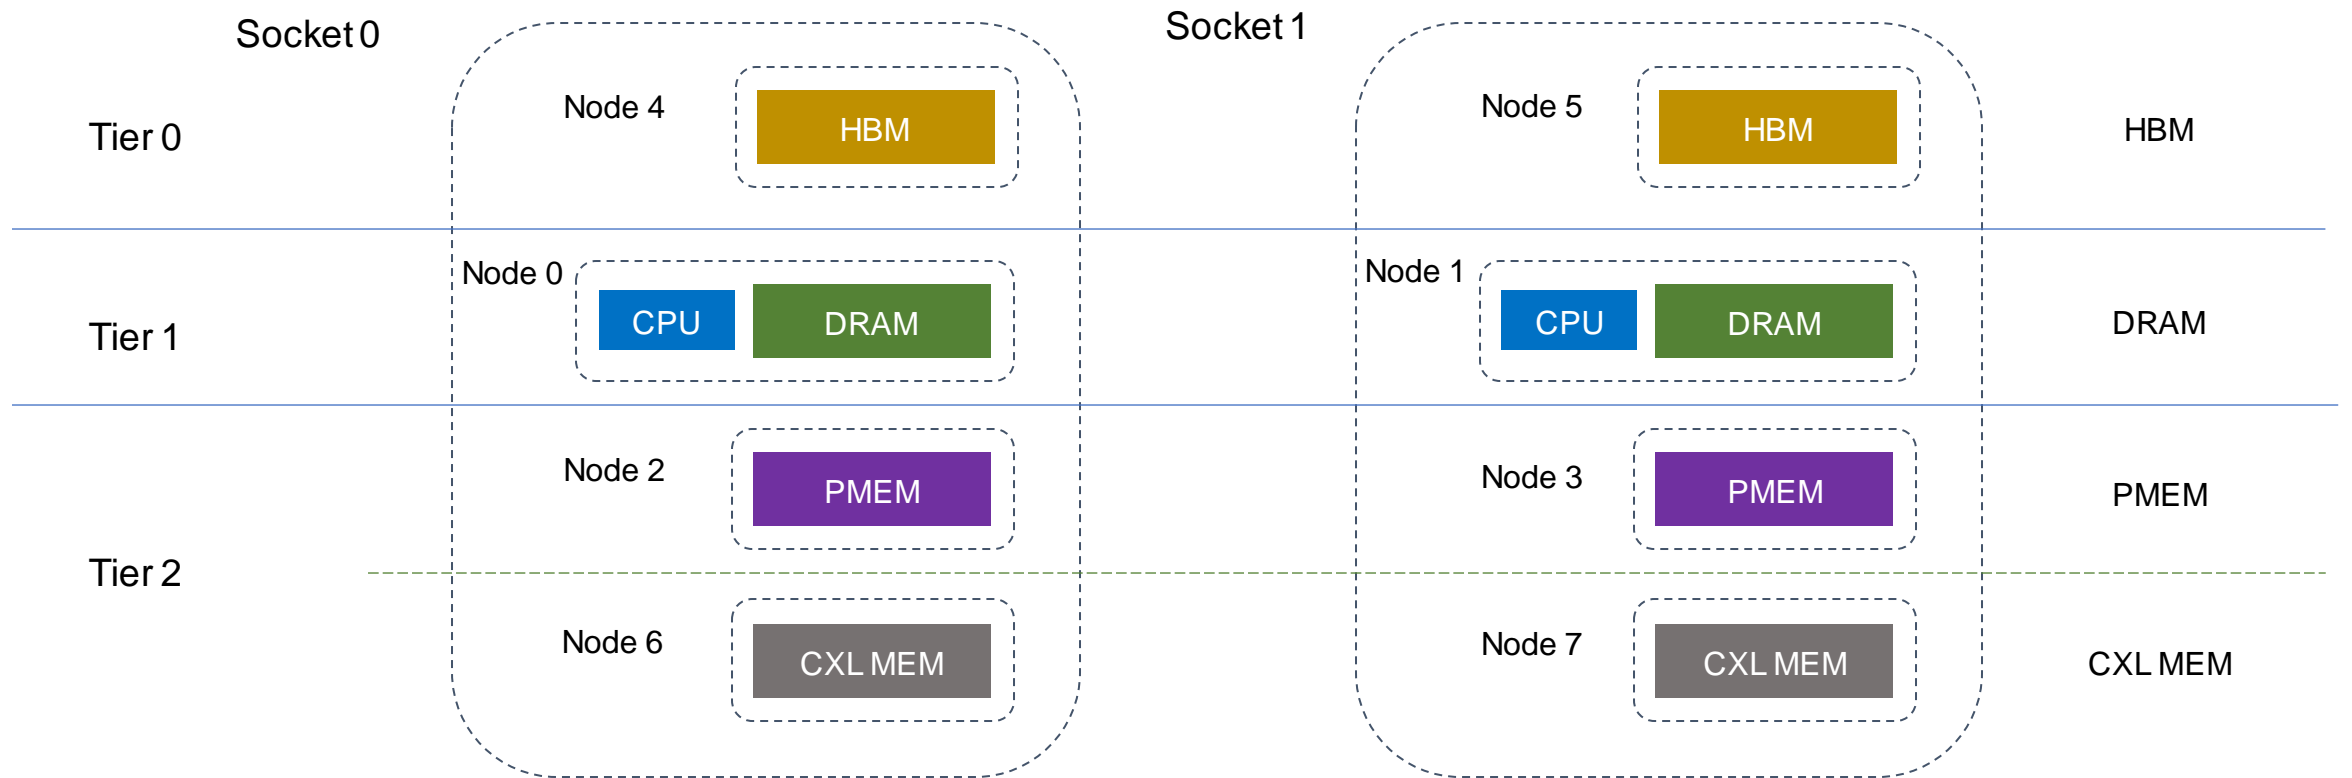 Socket 0
Socket 1
Tier 0
Node 4
HBM
Node 5
HBM
HBM
Tier 1
Node 0
CPU
DRAM
Node 1
CPU
DRAM
DRAM
Tier 2
Node 2
PMEM
Node 3
PMEM
PMEM
Node 6
CXL MEM
Node 7
CXL MEM
CXL MEM